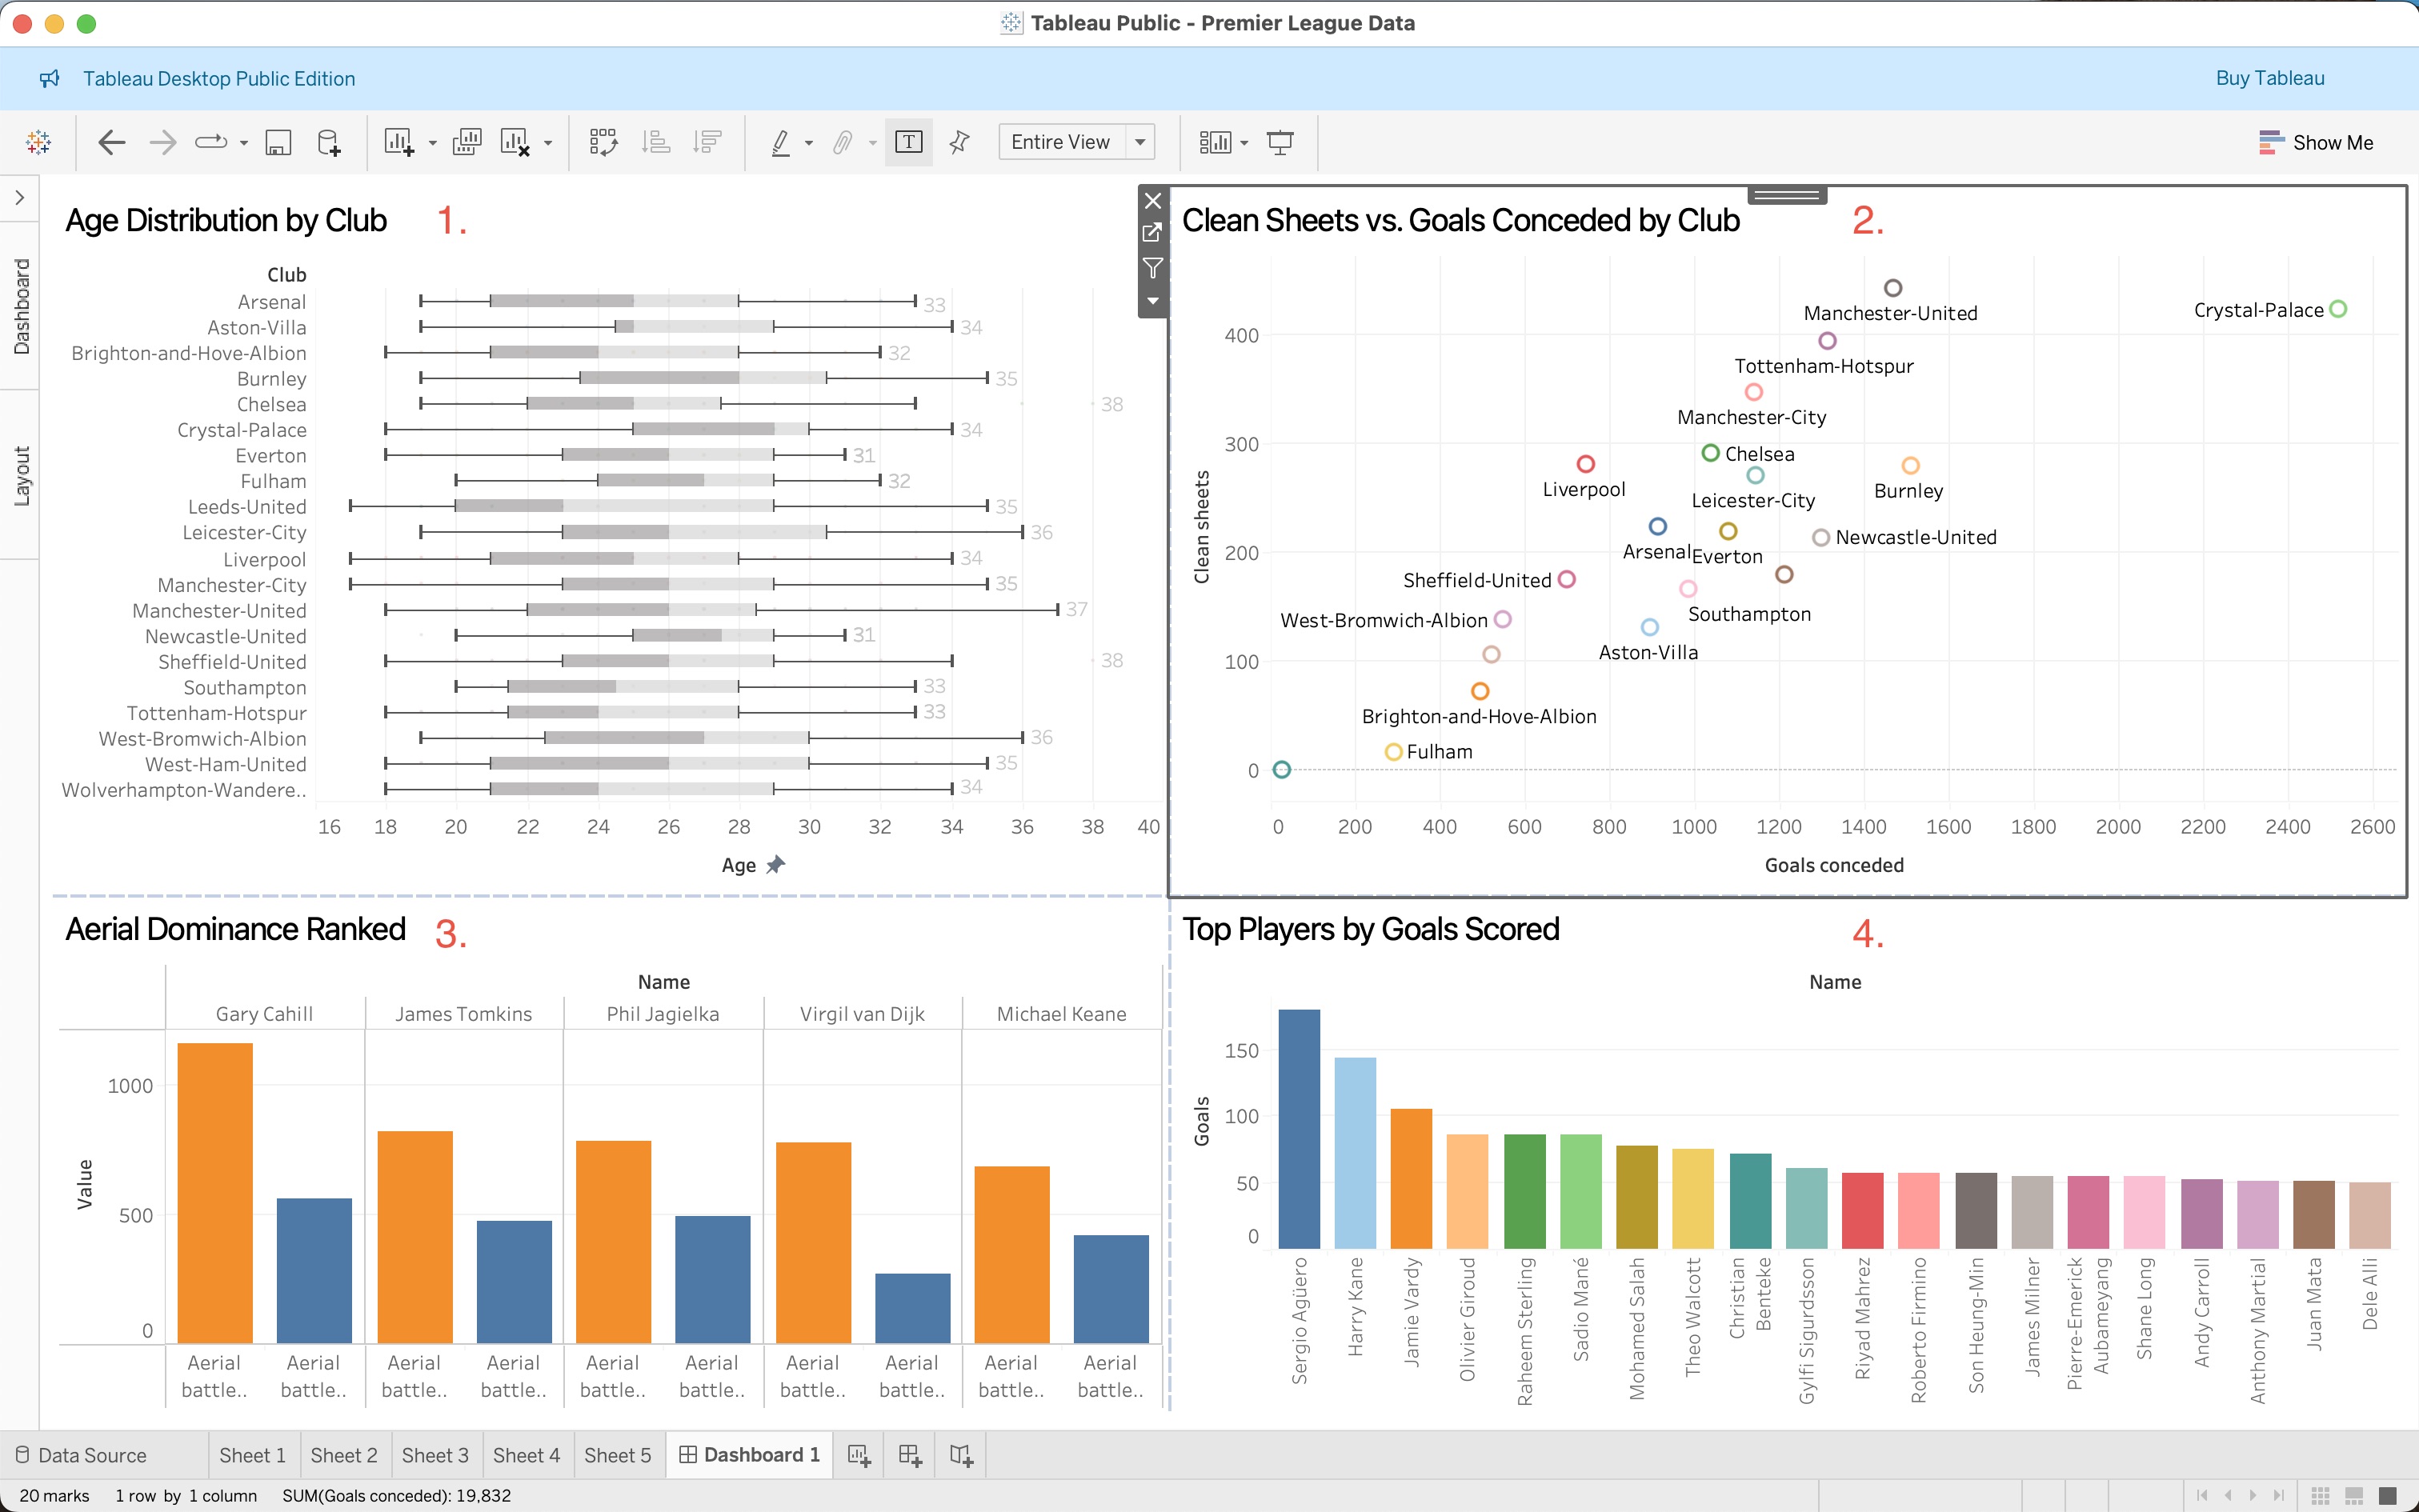 Tableau Public - Premier League Data
Tableau Desktop Public Edition
Buy Tableau
Entire View
Show Me
Dashboard
Layout
Age Distribution by Club
1.
Club
Arsenal
33
Aston-Villa
34
Brighton-and-Hove-Albion
32
Burnley
35
Chelsea
38
Crystal-Palace
34
Everton
31
Fulham
32
Leeds-United
35
Leicester-City
36
Liverpool
34
Manchester-City
35
Manchester-United
37
Newcastle-United
31
Sheffield-United
38
Southampton
33
Tottenham-Hotspur
33
West-Bromwich-Albion
36
West-Ham-United
35
Wolverhampton-Wandere..
34
16 18 20 22 24 26 28 30 32 34 36 38 40
Age
Clean Sheets vs. Goals Conceded by Club
2.
Clean sheets
400
300
200
100
0
Manchester-United
Crystal-Palace
Tottenham-Hotspur
Manchester-City
Chelsea
Liverpool
Leicester-City
Burnley
Newcastle-United
Arsenal
Everton
Sheffield-United
Southampton
West-Bromwich-Albion
Aston-Villa
Brighton-and-Hove-Albion
Fulham
0 200 400 600 800 1000 1200 1400 1600 1800 2000 2200 2400 2600
Goals conceded
Aerial Dominance Ranked
3.
Name
Gary Cahill James Tomkins Phil Jagielka Virgil van Dijk Michael Keane
Value
1000
500
0
Aerial Aerial Aerial Aerial Aerial Aerial Aerial Aerial Aerial Aerial
battle.. battle.. battle.. battle.. battle.. battle.. battle.. battle.. battle.. battle..
Top Players by Goals Scored
4.
Name
Goals
150
100
50
0
Sergio Agüero
Harry Kane
Jamie Vardy
Olivier Giroud
Raheem Sterling
Sadio Mané
Mohamed Salah
Theo Walcott
Christian
Benteke
Gylfi Sigurdsson
Riyad Mahrez
Roberto Firmino
Son Heung-Min
James Milner
Pierre-Emerick
Aubameyang
Shane Long
Andy Carroll
Anthony Martial
Juan Mata
Dele Alli
Data Source Sheet 1 Sheet 2 Sheet 3 Sheet 4 Sheet 5 Dashboard 1
20 marks 1 row by 1 column SUM(Goals conceded): 19,832